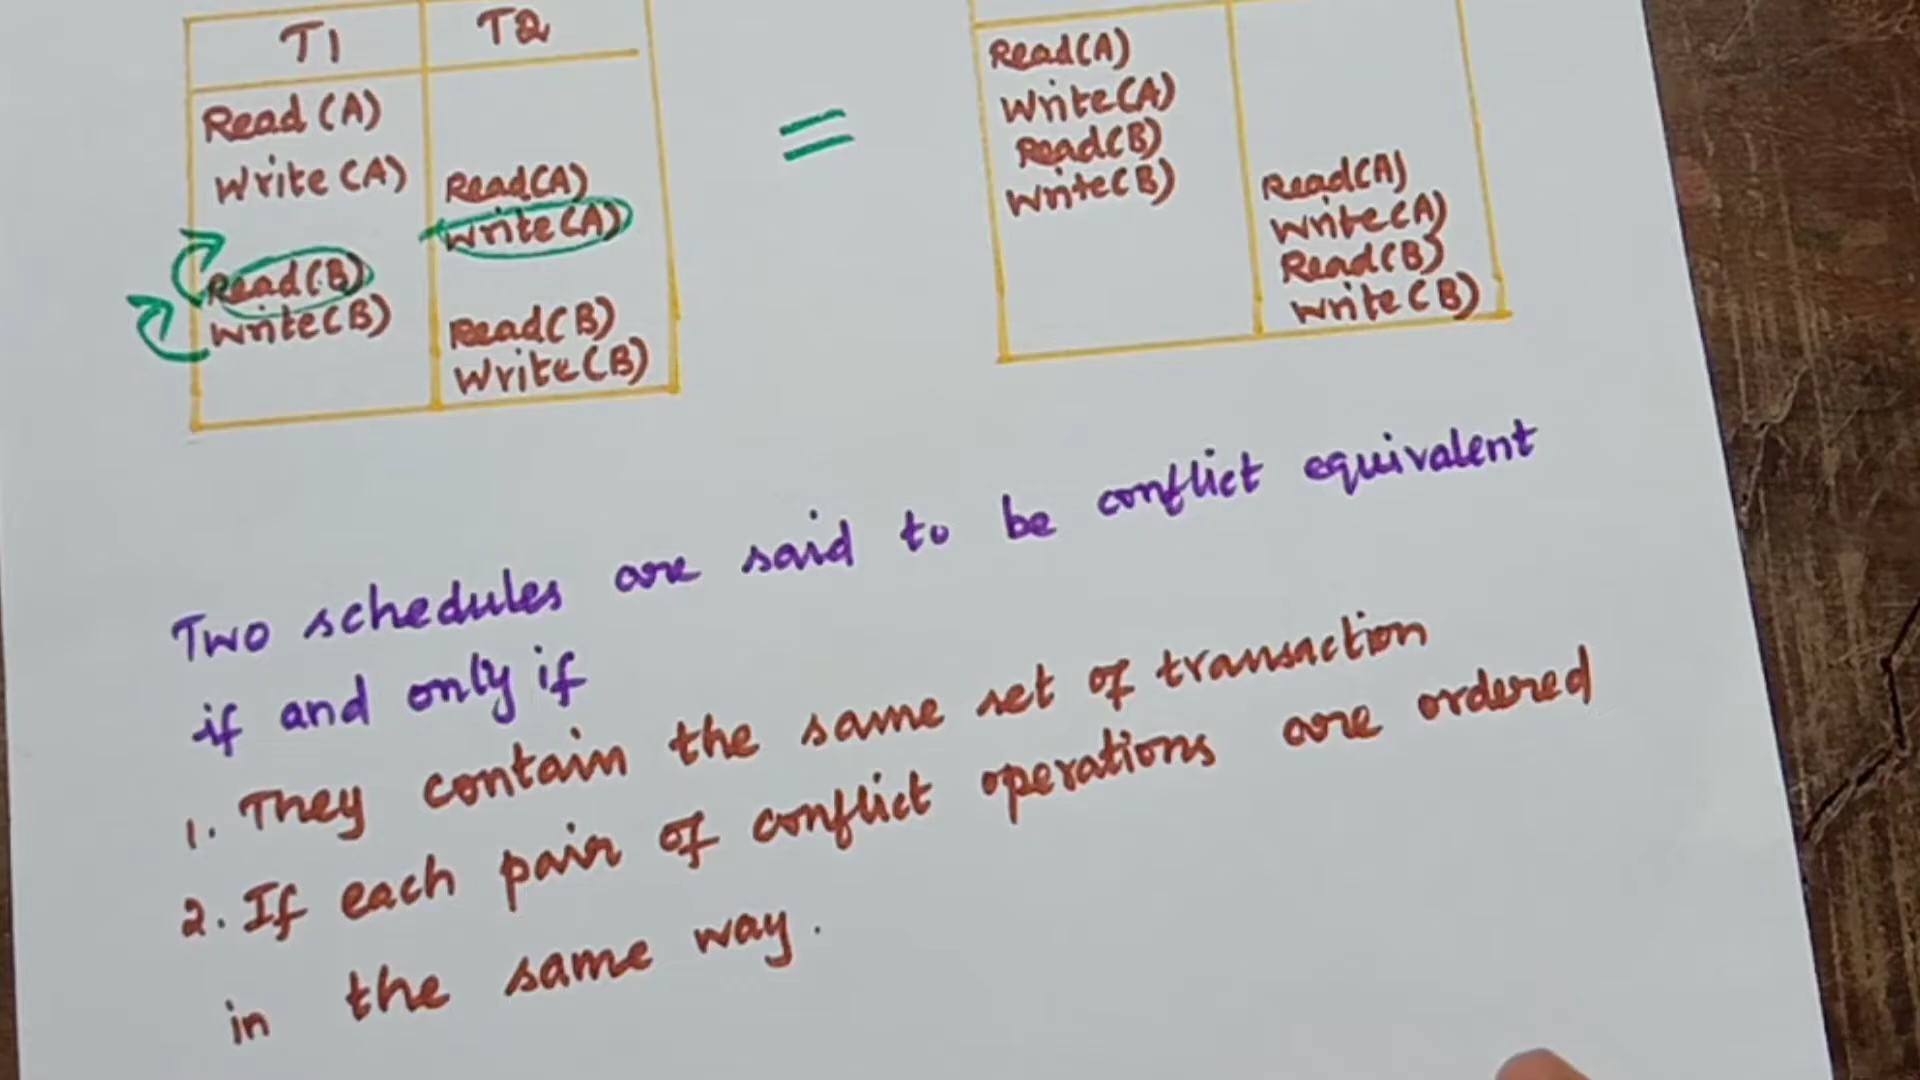 T1 T2
Read(A)
Write(A)
Read(A)
Write(A)
Read(B)
Write(B)
Read(B)
Write(B)
=
Read(A)
Write(A)
Read(B)
Write(B)
Read(A)
Write(A)
Read(B)
Write(B)
Two schedules are said to be conflict equivalent
if and only if
1. They contain the same set of transaction
2. If each pair of conflict operations are ordered
in the same way.